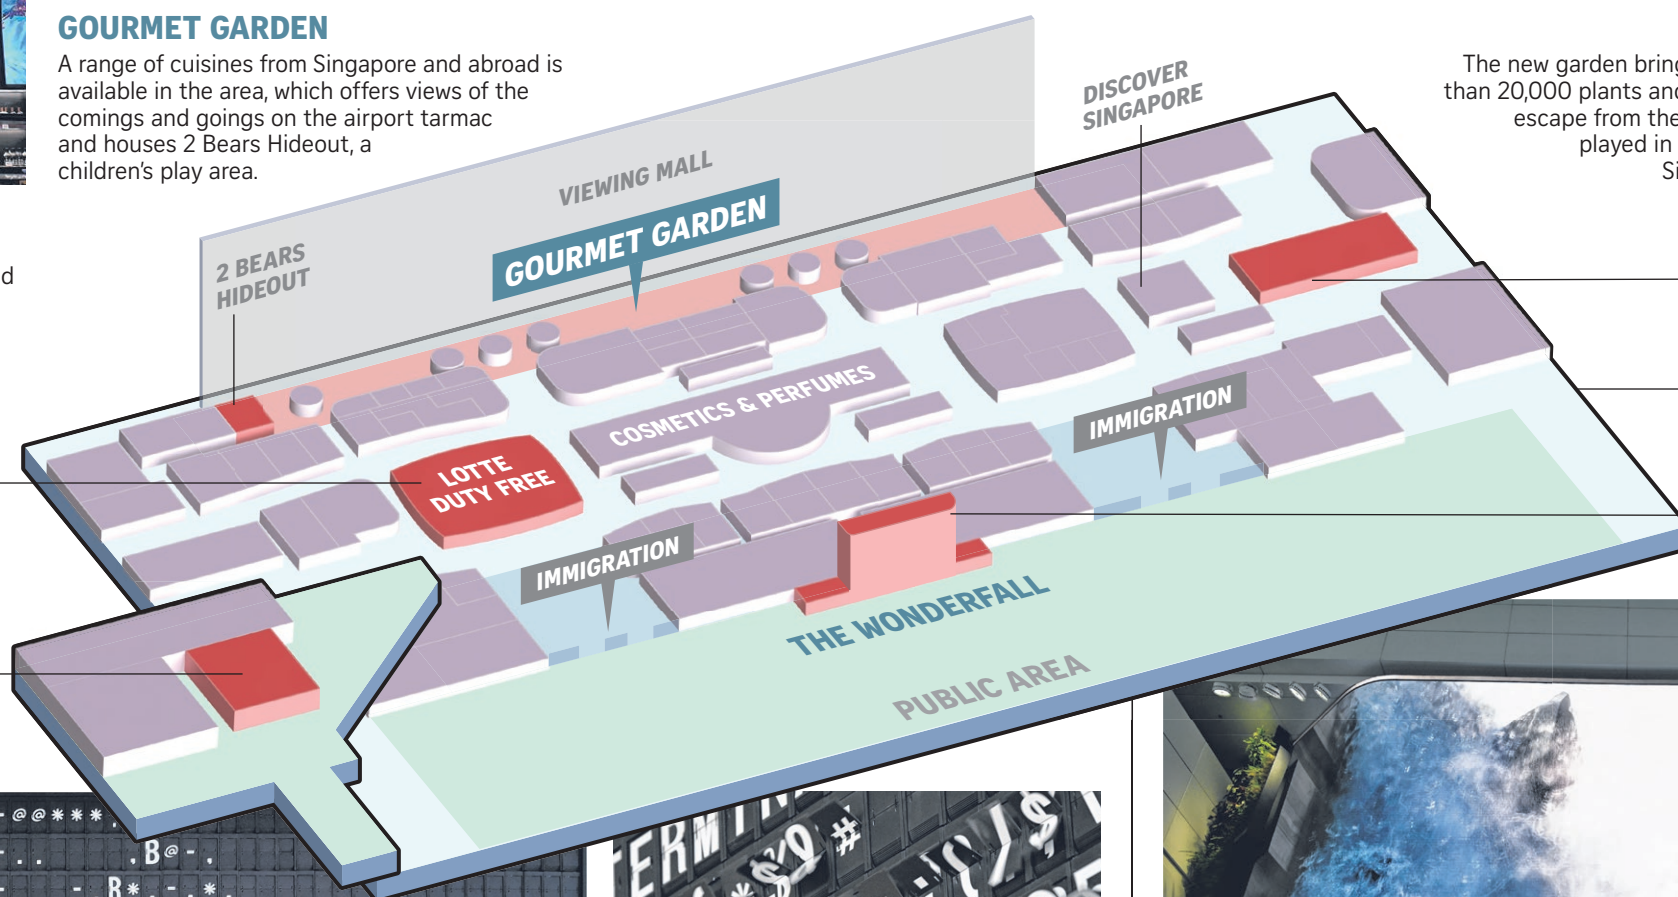 GOURMET GARDEN
A range of cuisines from Singapore and abroad is
available in the area, which offers views of the
comings and goings on the airport tarmac
and houses 2 Bears Hideout, a
children's play area.
The new garden
than 20,000 plants
escape from the
played in
d
DISCOVER
SINGAPORE
VIEWING MALL
GOURMET GARDEN
2 BEARS
HIDEOUT
COSMETICS & PERFUMES
IMMIGRATION
LOTTE
DUTY FREE
IMMIGRATION
THE WONDERFALL
PUBLIC AREA